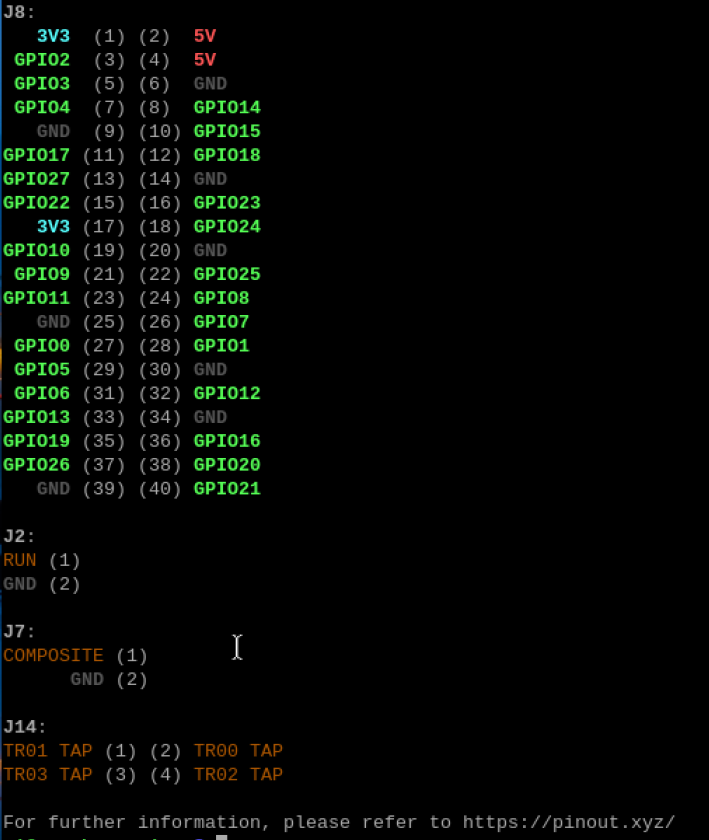 J8:
   3V3  (1) (2)  5V
 GPIO2  (3) (4)  5V
 GPIO3  (5) (6)  GND
 GPIO4  (7) (8)  GPIO14
   GND  (9) (10) GPIO15
GPIO17 (11) (12) GPIO18
GPIO27 (13) (14) GND
GPIO22 (15) (16) GPIO23
   3V3 (17) (18) GPIO24
GPIO10 (19) (20) GND
 GPIO9 (21) (22) GPIO25
GPIO11 (23) (24) GPIO8
   GND (25) (26) GPIO7
 GPIO0 (27) (28) GPIO1
 GPIO5 (29) (30) GND
 GPIO6 (31) (32) GPIO12
GPIO13 (33) (34) GND
GPIO19 (35) (36) GPIO16
GPIO26 (37) (38) GPIO20
   GND (39) (40) GPIO21
J2:
RUN (1)
GND (2)
J7:
COMPOSITE (1)
      GND (2)
J14:
TR01 TAP (1) (2) TR00 TAP
TR03 TAP (3) (4) TR02 TAP
For further information, please refer to https://pinout.xyz/